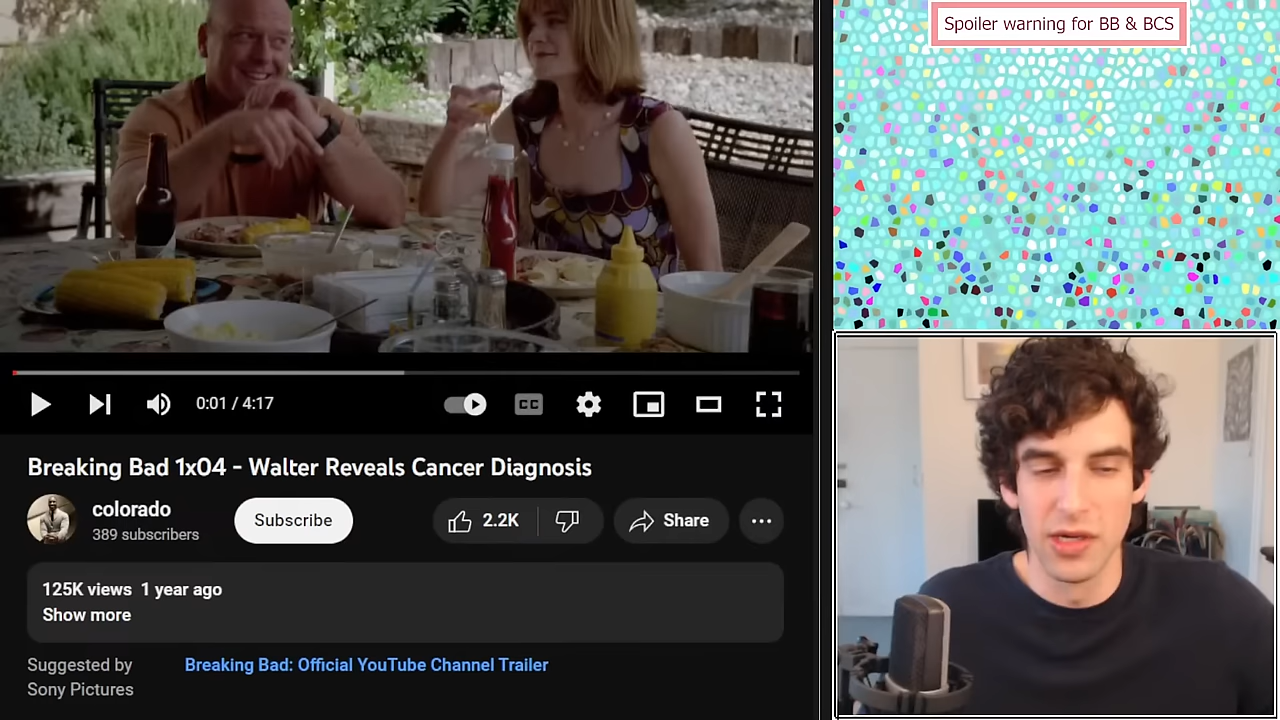 Spoiler warning for BB & BCS
0:01 / 4:17
CC
Breaking Bad 1x04 - Walter Reveals Cancer Diagnosis
colorado
389 subscribers
Subscribe
2.2K
Share
125K views 1 year ago
Show more
Suggested by
Sony Pictures
Breaking Bad: Official YouTube Channel Trailer